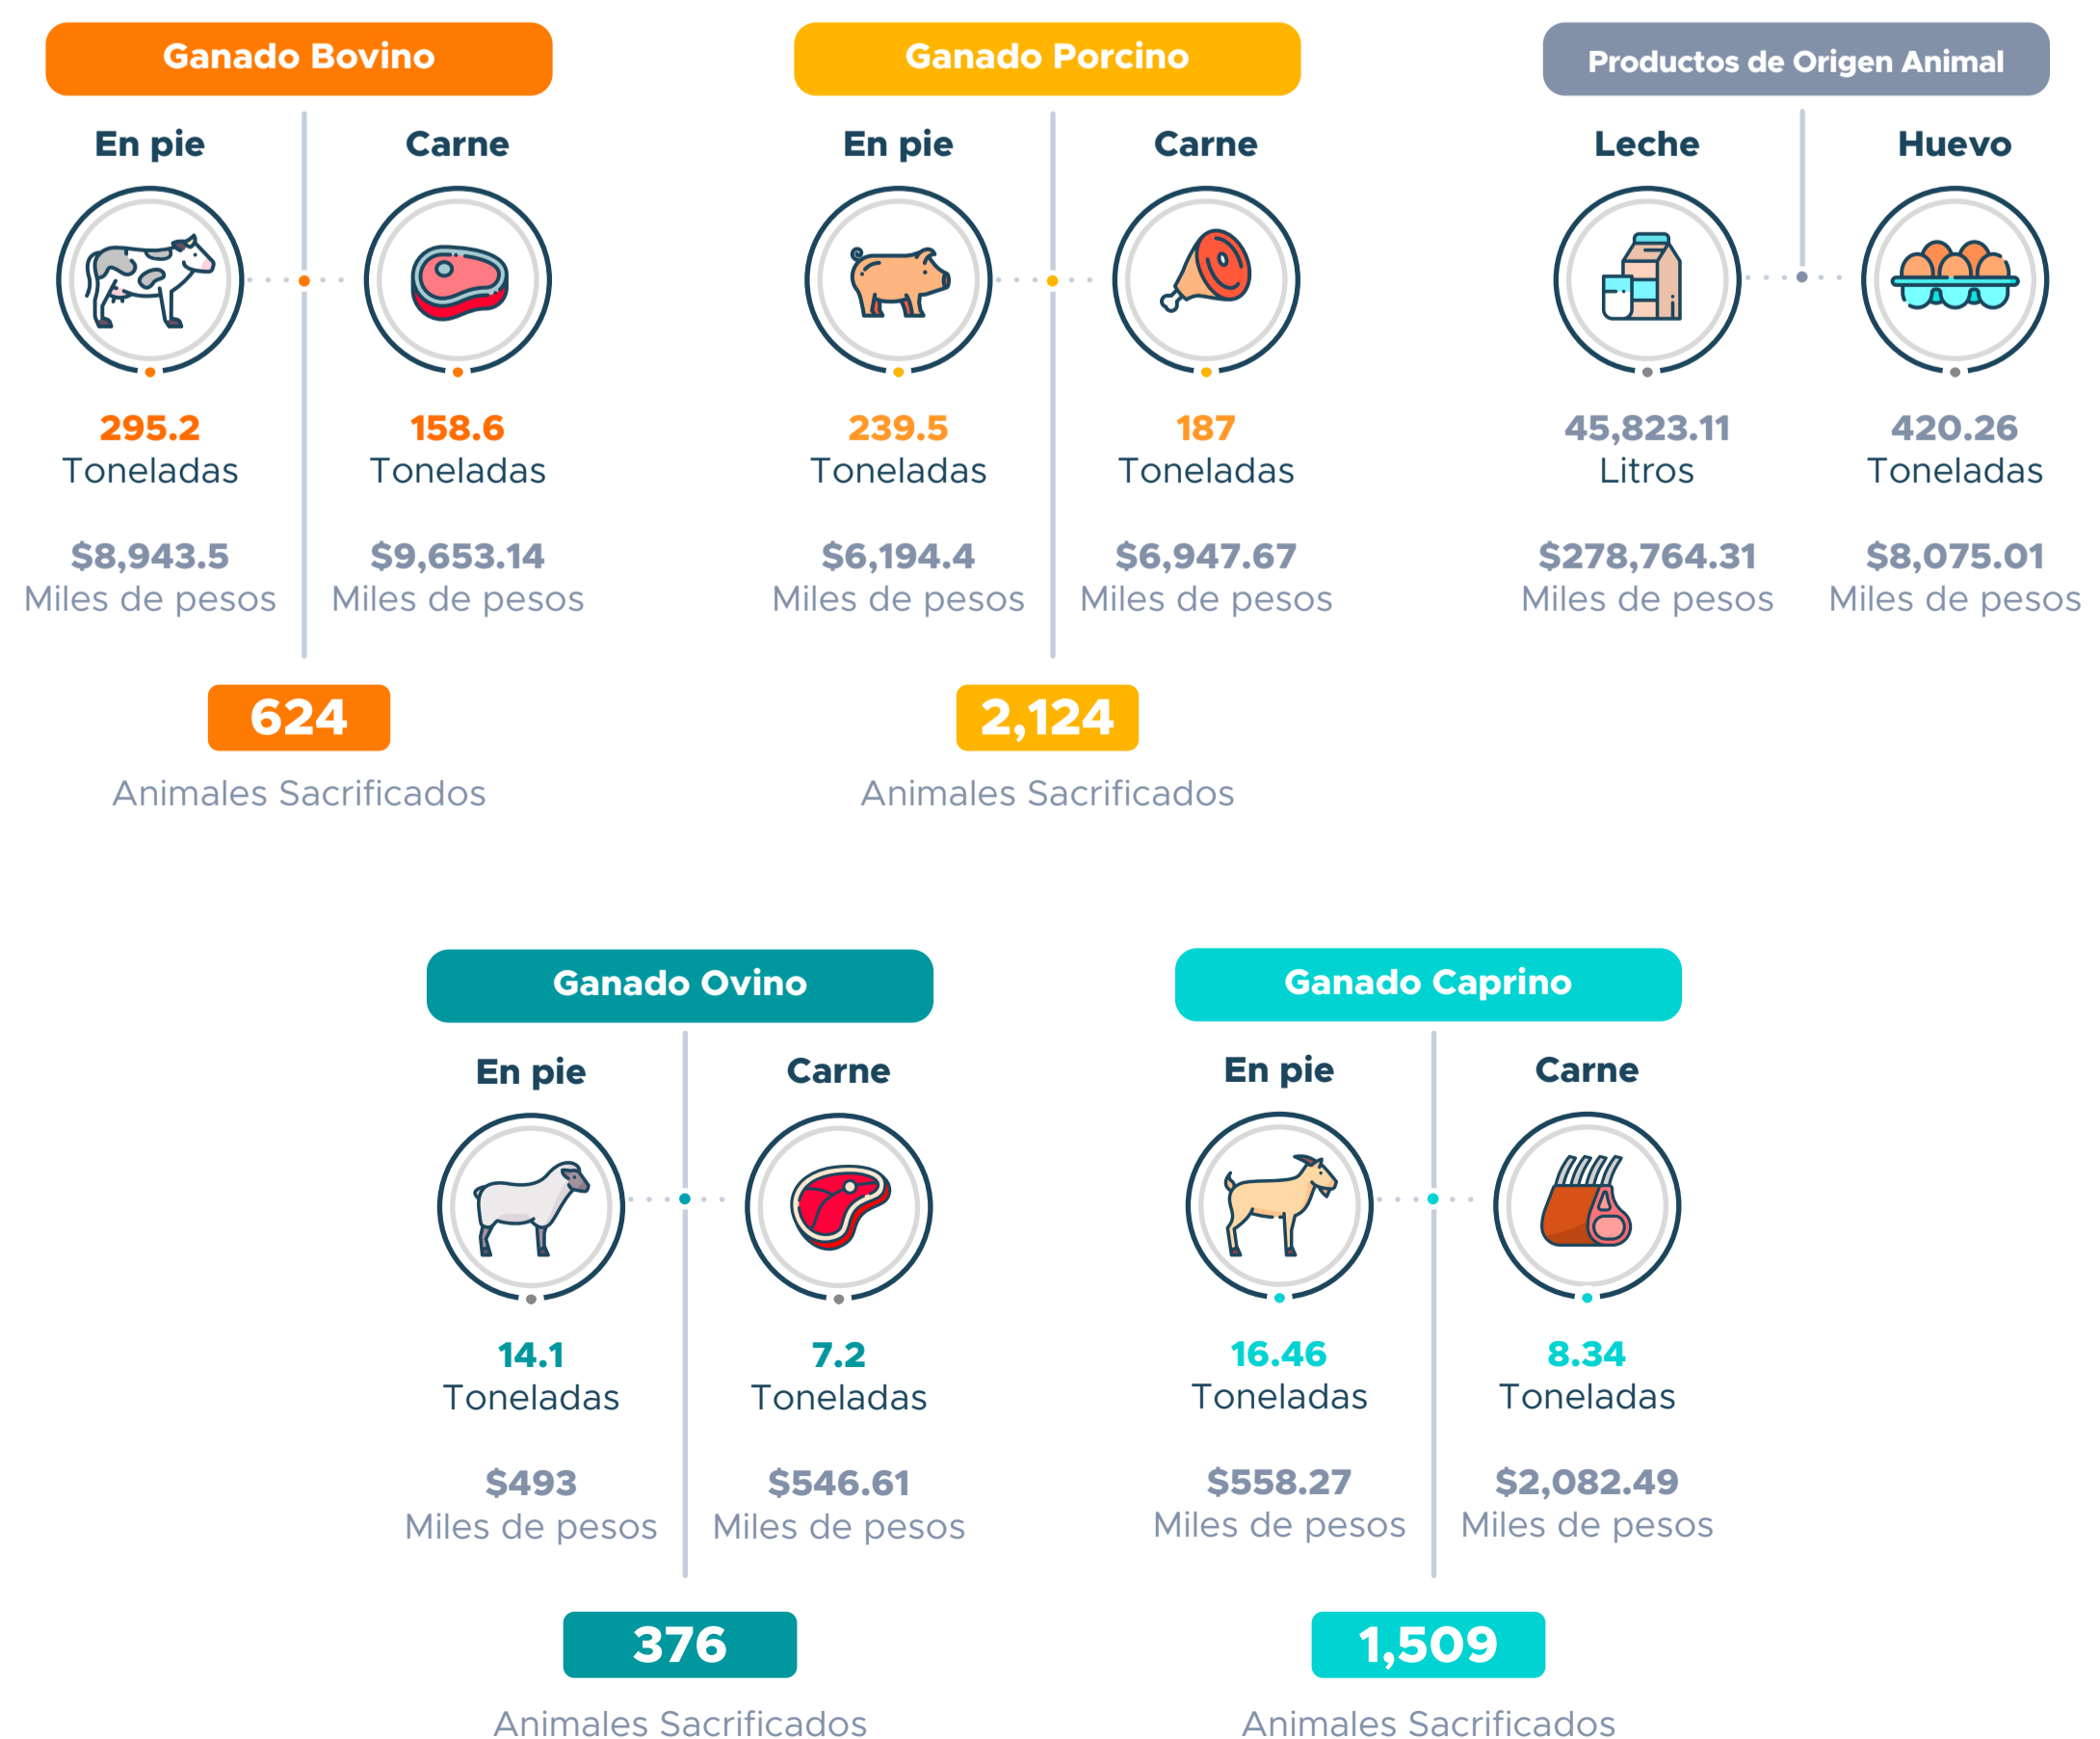 Ganado Bovino
En pie
Carne
295.2
Toneladas
158.6
Toneladas
$8,943.5
Miles de pesos
$9,653.14
Miles de pesos
624
Animales Sacrificados
Ganado Porcino
En pie
Carne
239.5
Toneladas
187
Toneladas
$6,194.4
Miles de pesos
$6,947.67
Miles de pesos
2,124
Animales Sacrificados
Productos de Origen Animal
Leche
Huevo
45,823.11
Litros
420.26
Toneladas
$278,764.31
Miles de pesos
$8,075.01
Miles de pesos
Ganado Ovino
En pie
Carne
14.1
Toneladas
7.2
Toneladas
$493
Miles de pesos
$546.61
Miles de pesos
376
Animales Sacrificados
Ganado Caprino
En pie
Carne
16.46
Toneladas
8.34
Toneladas
$558.27
Miles de pesos
$2,082.49
Miles de pesos
1,509
Animales Sacrificados